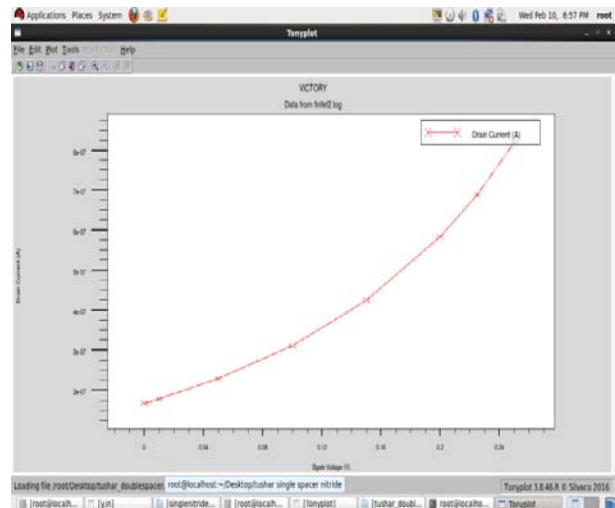 Applications Places System
Wed Feb 10, 6:57 PM root
Tonyplot
File Edit Plot Tools Production Help
VICTORY
Data from finfet2.log
Drain Current (A)
8e-07
7e-07
6e-07
5e-07
4e-07
3e-07
2e-07
Drain Current (A)
0 0.04 0.08 0.12 0.16 0.2 0.24
Bgate Voltage (V)
Loading file /root/Desktop/tushar_doublespacer
root@localhost:~/Desktop/tushar single spacer nitride
Tonyplot 3.8.46.R © Silvaco 2016
[root@localh... [y.in] [singlenitride... [root@localh... [Tonyplot] [tushar_doubl... root@localho... Tonyplot